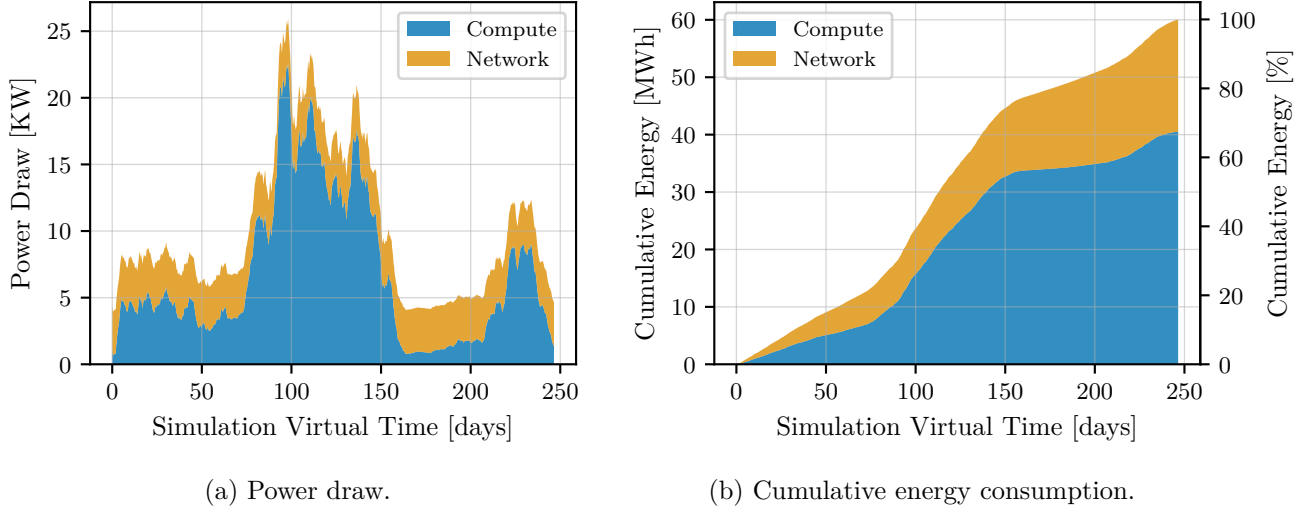 Power Draw [KW]
25
20
15
10
5
0
Compute
Network
0 50 100 150 200 250
Simulation Virtual Time [days]
(a) Power draw.
Cumulative Energy [MWh]
60
50
40
30
20
10
0
Compute
Network
100
80
60
40
20
0
Cumulative Energy [%]
0 50 100 150 200 250
Simulation Virtual Time [days]
(b) Cumulative energy consumption.